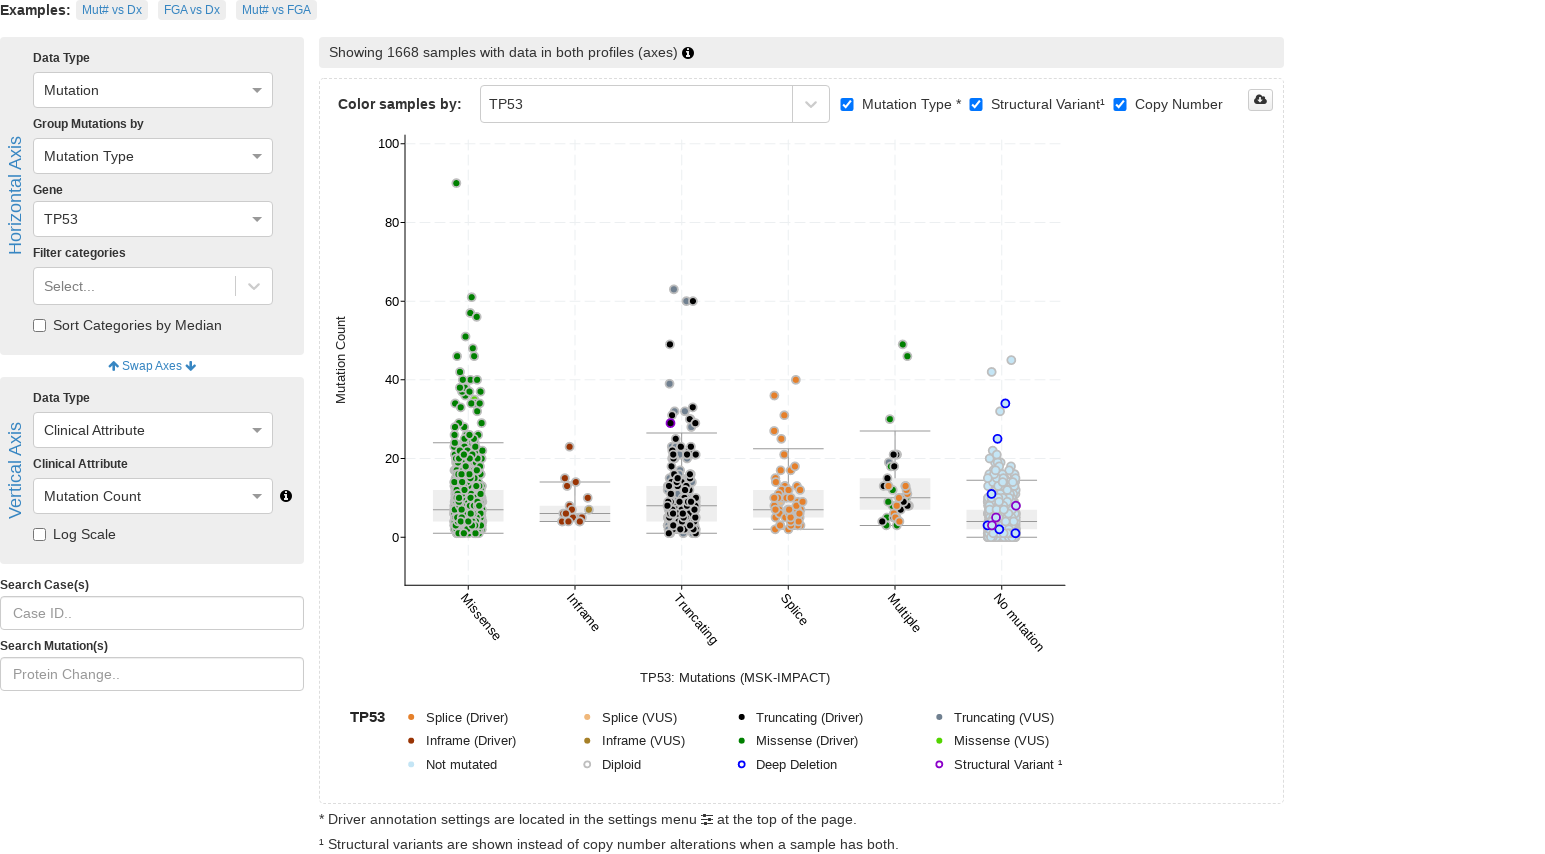 Examples: Mut# vs Dx FGA vs Dx Mut# vs FGA
Horizontal Axis
Data Type
Mutation
Group Mutations by
Mutation Type
Gene
TP53
Filter categories
Select...
Sort Categories by Median
Swap Axes
Vertical Axis
Data Type
Clinical Attribute
Clinical Attribute
Mutation Count
Log Scale
Search Case(s)
Case ID..
Search Mutation(s)
Protein Change..
Showing 1668 samples with data in both profiles (axes)
Color samples by: TP53 Mutation Type * Structural Variant¹ Copy Number
Mutation Count
100
80
60
40
20
0
Missense
Inframe
Truncating
Splice
Multiple
No mutation
TP53: Mutations (MSK-IMPACT)
TP53 Splice (Driver) Splice (VUS) Truncating (Driver) Truncating (VUS)
Inframe (Driver) Inframe (VUS) Missense (Driver) Missense (VUS)
Not mutated Diploid Deep Deletion Structural Variant ¹
* Driver annotation settings are located in the settings menu at the top of the page.
¹ Structural variants are shown instead of copy number alterations when a sample has both.